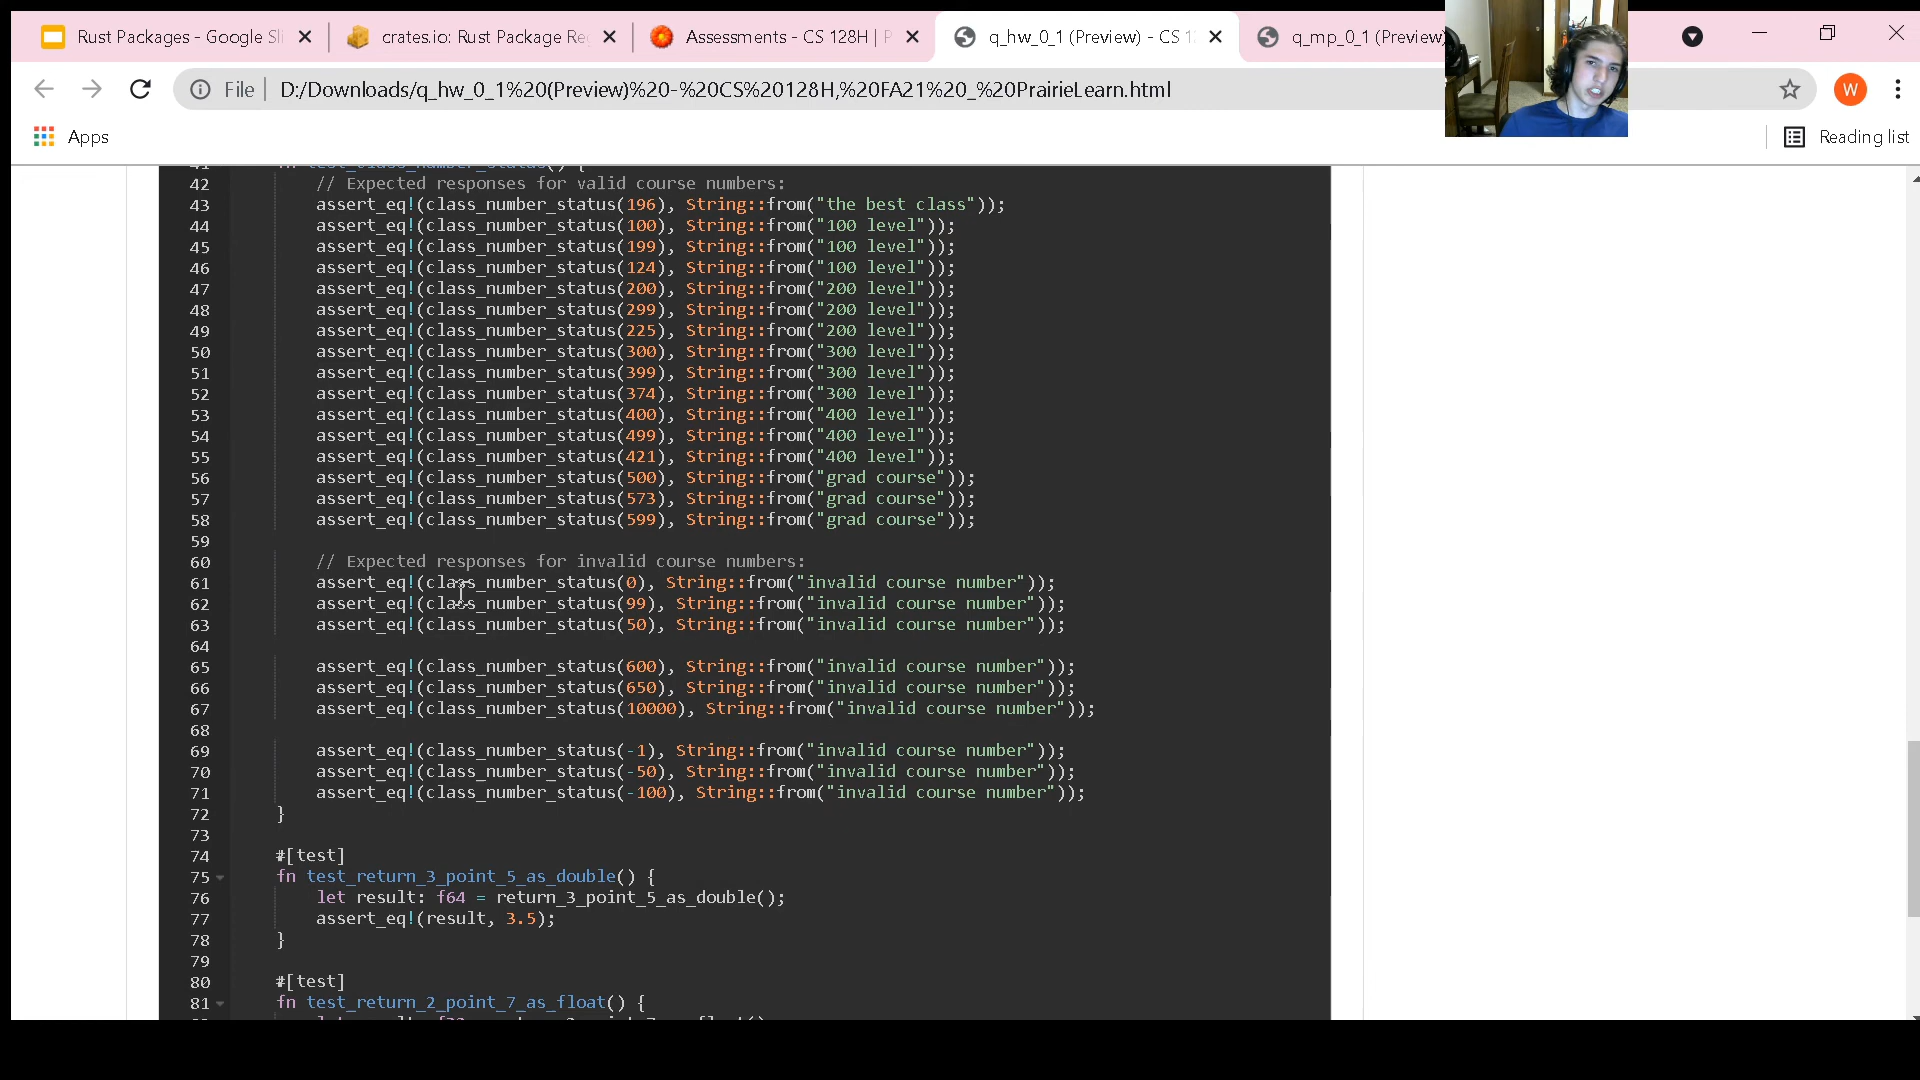 Rust Packages - Google Sli
crates.io: Rust Package Re
Assessments - CS 128H | P
q_hw_0_1 (Preview) - CS 1
q_mp_0_1 (Preview)
File
D:/Downloads/q_hw_0_1%20(Preview)%20-%20CS%20128H,%20FA21%20_%20PrairieLearn.html
W
Apps
Reading list
42 // Expected responses for valid course numbers:
43 assert_eq!(class_number_status(196), String::from("the best class"));
44 assert_eq!(class_number_status(100), String::from("100 level"));
45 assert_eq!(class_number_status(199), String::from("100 level"));
46 assert_eq!(class_number_status(124), String::from("100 level"));
47 assert_eq!(class_number_status(200), String::from("200 level"));
48 assert_eq!(class_number_status(299), String::from("200 level"));
49 assert_eq!(class_number_status(225), String::from("200 level"));
50 assert_eq!(class_number_status(300), String::from("300 level"));
51 assert_eq!(class_number_status(399), String::from("300 level"));
52 assert_eq!(class_number_status(374), String::from("300 level"));
53 assert_eq!(class_number_status(400), String::from("400 level"));
54 assert_eq!(class_number_status(499), String::from("400 level"));
55 assert_eq!(class_number_status(421), String::from("400 level"));
56 assert_eq!(class_number_status(500), String::from("grad course"));
57 assert_eq!(class_number_status(573), String::from("grad course"));
58 assert_eq!(class_number_status(599), String::from("grad course"));
59
60 // Expected responses for invalid course numbers:
61 assert_eq!(class_number_status(0), String::from("invalid course number"));
62 assert_eq!(class_number_status(99), String::from("invalid course number"));
63 assert_eq!(class_number_status(50), String::from("invalid course number"));
64
65 assert_eq!(class_number_status(600), String::from("invalid course number"));
66 assert_eq!(class_number_status(650), String::from("invalid course number"));
67 assert_eq!(class_number_status(10000), String::from("invalid course number"));
68
69 assert_eq!(class_number_status(-1), String::from("invalid course number"));
70 assert_eq!(class_number_status(-50), String::from("invalid course number"));
71 assert_eq!(class_number_status(-100), String::from("invalid course number"));
72 }
73
74 #[test]
75 fn test_return_3_point_5_as_double() {
76 let result: f64 = return_3_point_5_as_double();
77 assert_eq!(result, 3.5);
78 }
79
80 #[test]
81 fn test_return_2_point_7_as_float() {